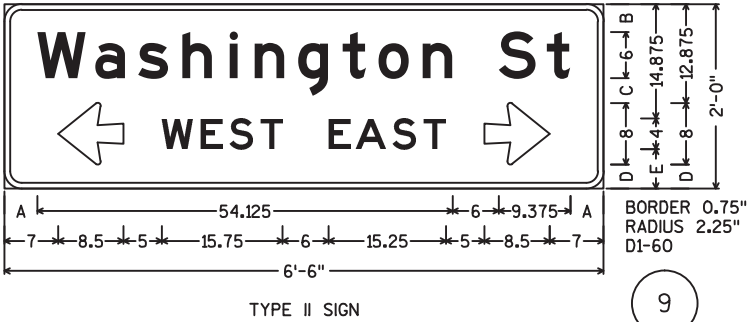 Washington St
WEST EAST
B
6
C
8
D
14.875
4
E
12.875
8
D
2'-0"
A 54.125 6 9.375 A
7 8.5 5 15.75 6 15.25 5 8.5 7
6'-6"
BORDER 0.75"
RADIUS 2.25"
D1-60
TYPE II SIGN
9